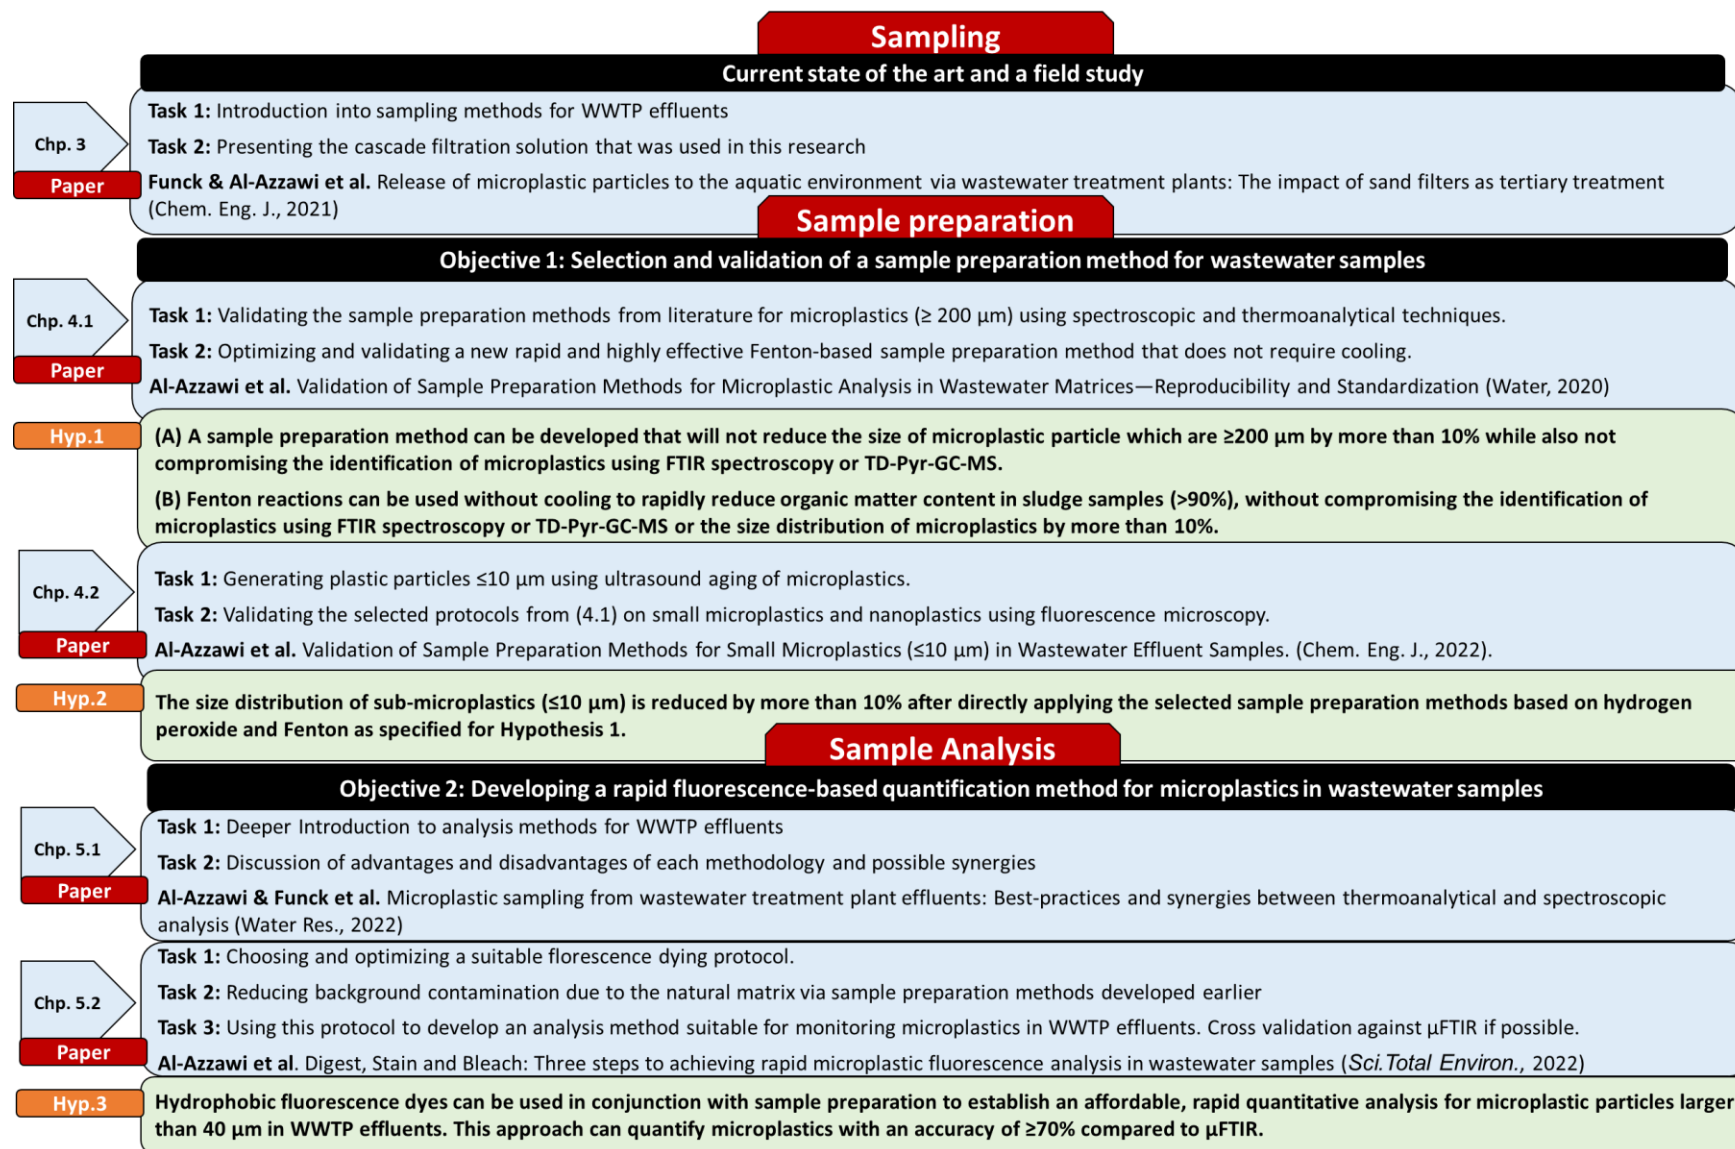 Sampling
Current state of the art and a field study
Chp. 3
Paper
Task 1: Introduction into sampling methods for WWTP effluents
Task 2: Presenting the cascade filtration solution that was used in this research
Funck & Al-Azzawi et al. Release of microplastic particles to the aquatic environment via wastewater treatment plants: The impact of sand filters as tertiary treatment
(Chem. Eng. J., 2021)
Sample preparation
Objective 1: Selection and validation of a sample preparation method for wastewater samples
Chp. 4.1
Paper
Task 1: Validating the sample preparation methods from literature for microplastics (≥ 200 µm) using spectroscopic and thermoanalytical techniques.
Task 2: Optimizing and validating a new rapid and highly effective Fenton-based sample preparation method that does not require cooling.
Al-Azzawi et al. Validation of Sample Preparation Methods for Microplastic Analysis in Wastewater Matrices—Reproducibility and Standardization (Water, 2020)
Hyp.1
(A) A sample preparation method can be developed that will not reduce the size of microplastic particle which are ≥200 µm by more than 10% while also not
compromising the identification of microplastics using FTIR spectroscopy or TD-Pyr-GC-MS.
(B) Fenton reactions can be used without cooling to rapidly reduce organic matter content in sludge samples (>90%), without compromising the identification of
microplastics using FTIR spectroscopy or TD-Pyr-GC-MS or the size distribution of microplastics by more than 10%.
Chp. 4.2
Paper
Task 1: Generating plastic particles ≤10 µm using ultrasound aging of microplastics.
Task 2: Validating the selected protocols from (4.1) on small microplastics and nanoplastics using fluorescence microscopy.
Al-Azzawi et al. Validation of Sample Preparation Methods for Small Microplastics (≤10 µm) in Wastewater Effluent Samples. (Chem. Eng. J., 2022).
Hyp.2
The size distribution of sub-microplastics (≤10 µm) is reduced by more than 10% after directly applying the selected sample preparation methods based on hydrogen
peroxide and Fenton as specified for Hypothesis 1.
Sample Analysis
Objective 2: Developing a rapid fluorescence-based quantification method for microplastics in wastewater samples
Chp. 5.1
Paper
Task 1: Deeper Introduction to analysis methods for WWTP effluents
Task 2: Discussion of advantages and disadvantages of each methodology and possible synergies
Al-Azzawi & Funck et al. Microplastic sampling from wastewater treatment plant effluents: Best-practices and synergies between thermoanalytical and spectroscopic
analysis (Water Res., 2022)
Chp. 5.2
Paper
Task 1: Choosing and optimizing a suitable florescence dying protocol.
Task 2: Reducing background contamination due to the natural matrix via sample preparation methods developed earlier
Task 3: Using this protocol to develop an analysis method suitable for monitoring microplastics in WWTP effluents. Cross validation against µFTIR if possible.
Al-Azzawi et al. Digest, Stain and Bleach: Three steps to achieving rapid microplastic fluorescence analysis in wastewater samples (Sci.Total Environ., 2022)
Hyp.3
Hydrophobic fluorescence dyes can be used in conjunction with sample preparation to establish an affordable, rapid quantitative analysis for microplastic particles larger
than 40 µm in WWTP effluents. This approach can quantify microplastics with an accuracy of ≥70% compared to µFTIR.